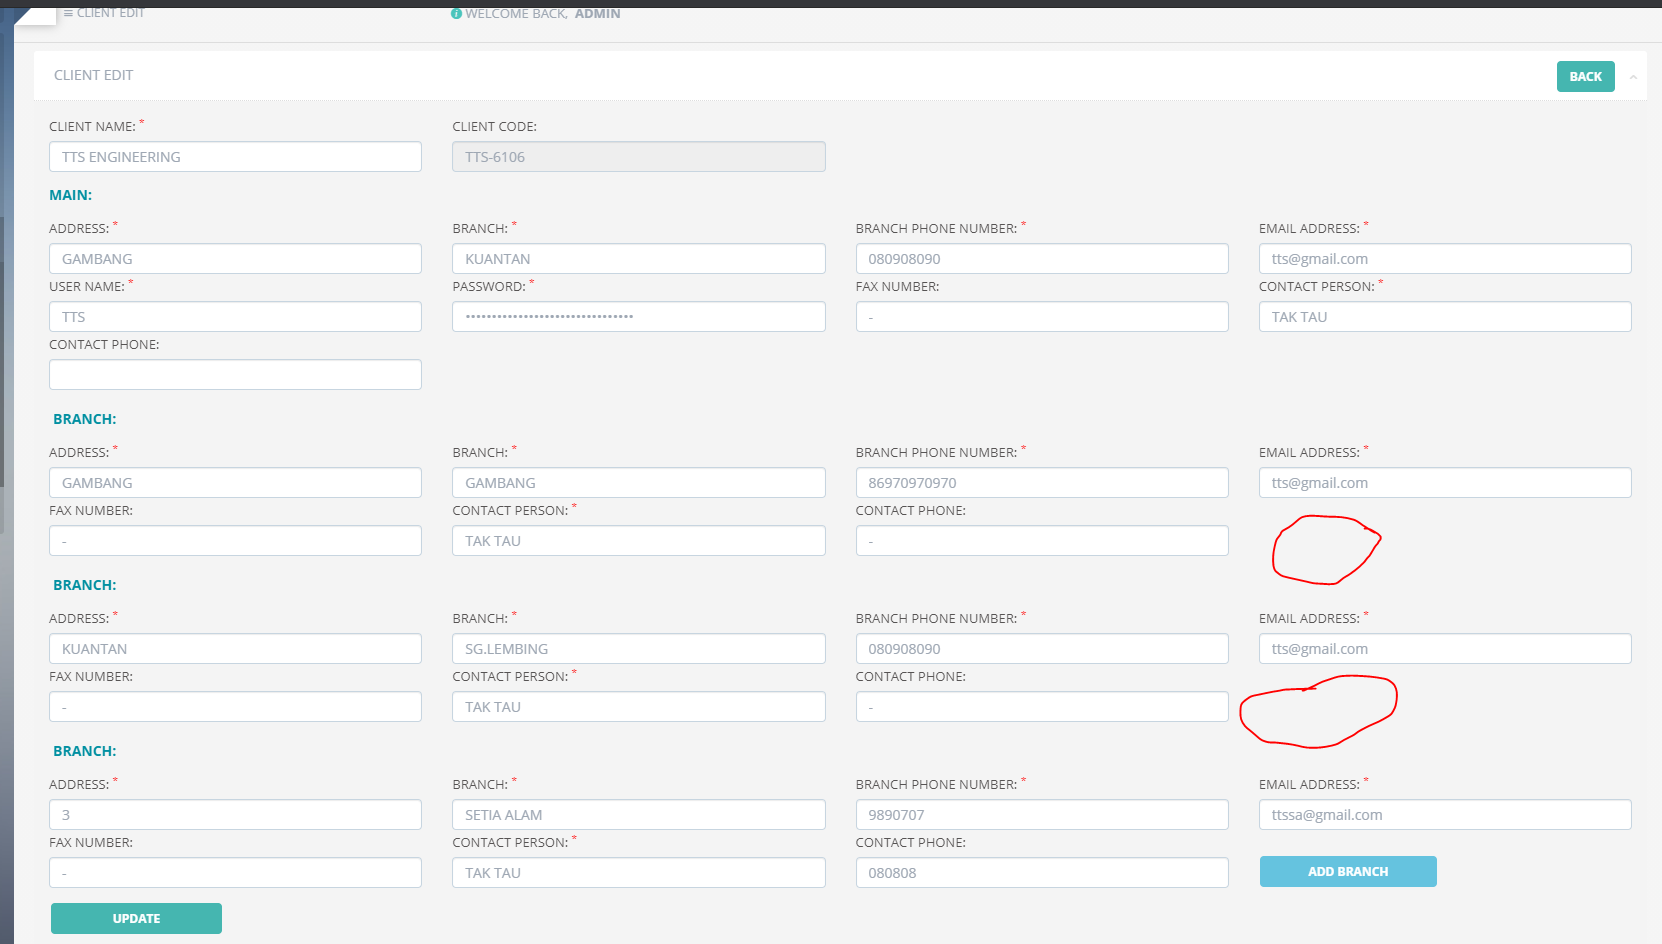 ≡ CLIENT EDIT WELCOME BACK, ADMIN
CLIENT EDIT BACK
CLIENT NAME: * CLIENT CODE:
TTS ENGINEERING TTS-6106
MAIN:
ADDRESS: * BRANCH: * BRANCH PHONE NUMBER: * EMAIL ADDRESS: *
GAMBANG KUANTAN 080908090 tts@gmail.com
USER NAME: * PASSWORD: * FAX NUMBER: CONTACT PERSON: *
TTS •••••••••••••••••••••••••••••••• - TAK TAU
CONTACT PHONE:
BRANCH:
ADDRESS: * BRANCH: * BRANCH PHONE NUMBER: * EMAIL ADDRESS: *
GAMBANG GAMBANG 86970970970 tts@gmail.com
FAX NUMBER: CONTACT PERSON: * CONTACT PHONE:
- TAK TAU -
BRANCH:
ADDRESS: * BRANCH: * BRANCH PHONE NUMBER: * EMAIL ADDRESS: *
KUANTAN SG.LEMBING 080908090 tts@gmail.com
FAX NUMBER: CONTACT PERSON: * CONTACT PHONE:
- TAK TAU -
BRANCH:
ADDRESS: * BRANCH: * BRANCH PHONE NUMBER: * EMAIL ADDRESS: *
3 SETIA ALAM 9890707 ttssa@gmail.com
FAX NUMBER: CONTACT PERSON: * CONTACT PHONE:
- TAK TAU 080808 ADD BRANCH
UPDATE